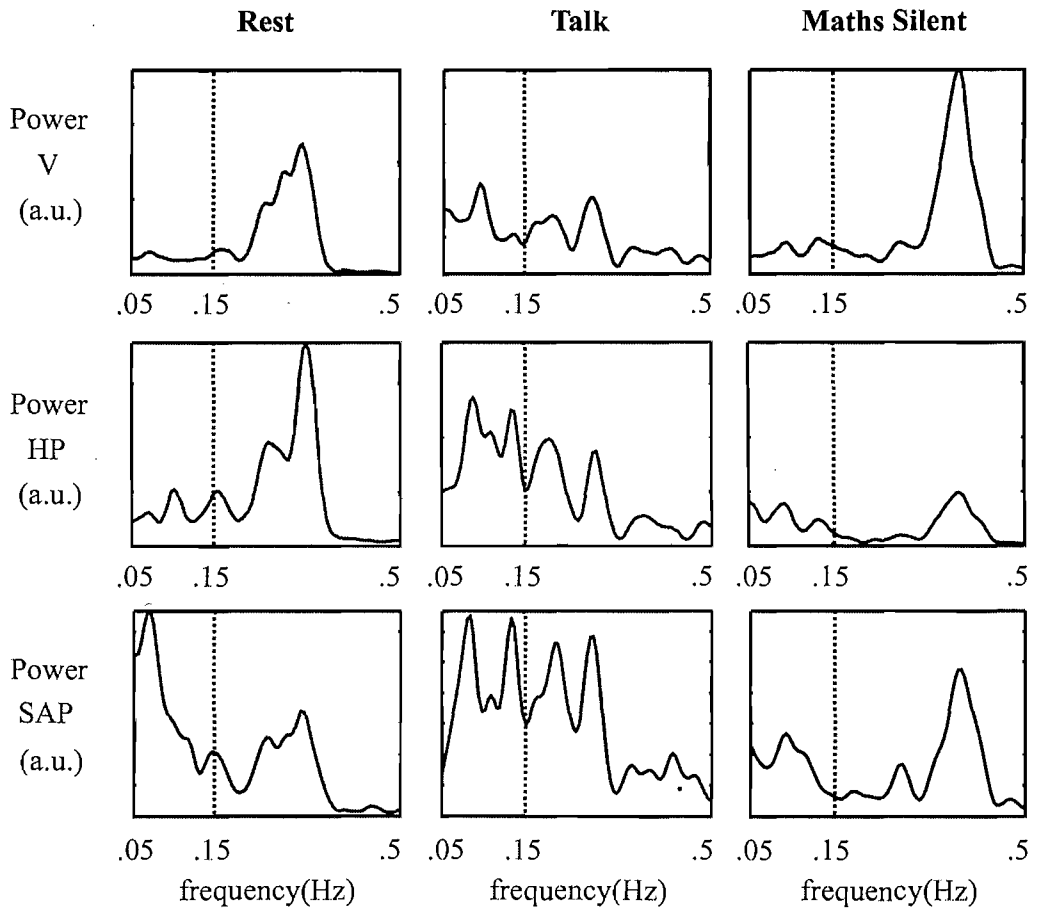 Rest Talk Maths Silent
Power
V
(a.u.)
.05 .15 .5 .05 .15 .5 .05 .15 .5
Power
HP
(a.u.)
.05 .15 .5 .05 .15 .5 .05 .15 .5
Power
SAP
(a.u.)
.05 .15 .5 .05 .15 .5 .05 .15 .5
frequency(Hz) frequency(Hz) frequency(Hz)